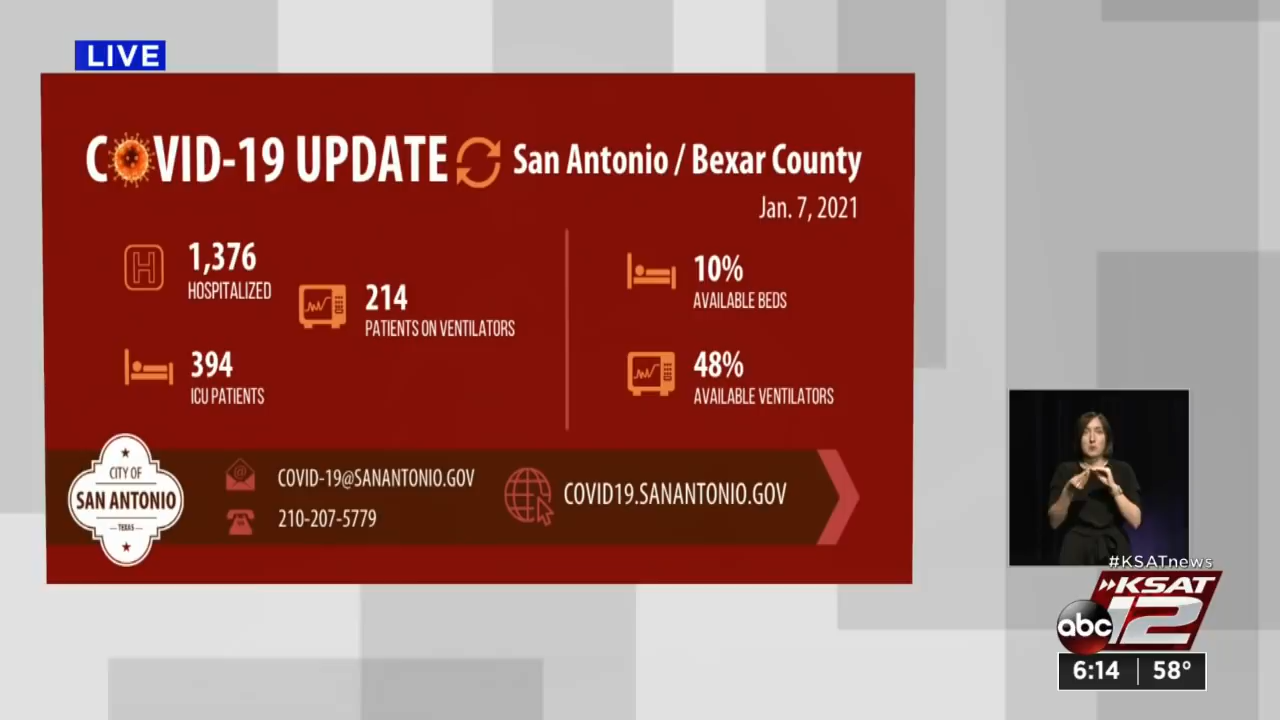 LIVE
COVID-19 UPDATE
San Antonio / Bexar County
Jan. 7, 2021
H
1,376
HOSPITALIZED
214
PATIENTS ON VENTILATORS
394
ICU PATIENTS
10%
AVAILABLE BEDS
48%
AVAILABLE VENTILATORS
CITY OF
SAN ANTONIO
TEXAS
@
COVID-19@SANANTONIO.GOV
210-207-5779
COVID19.SANANTONIO.GOV
#KSATnews
KSAT
abc 12
6:14 58°